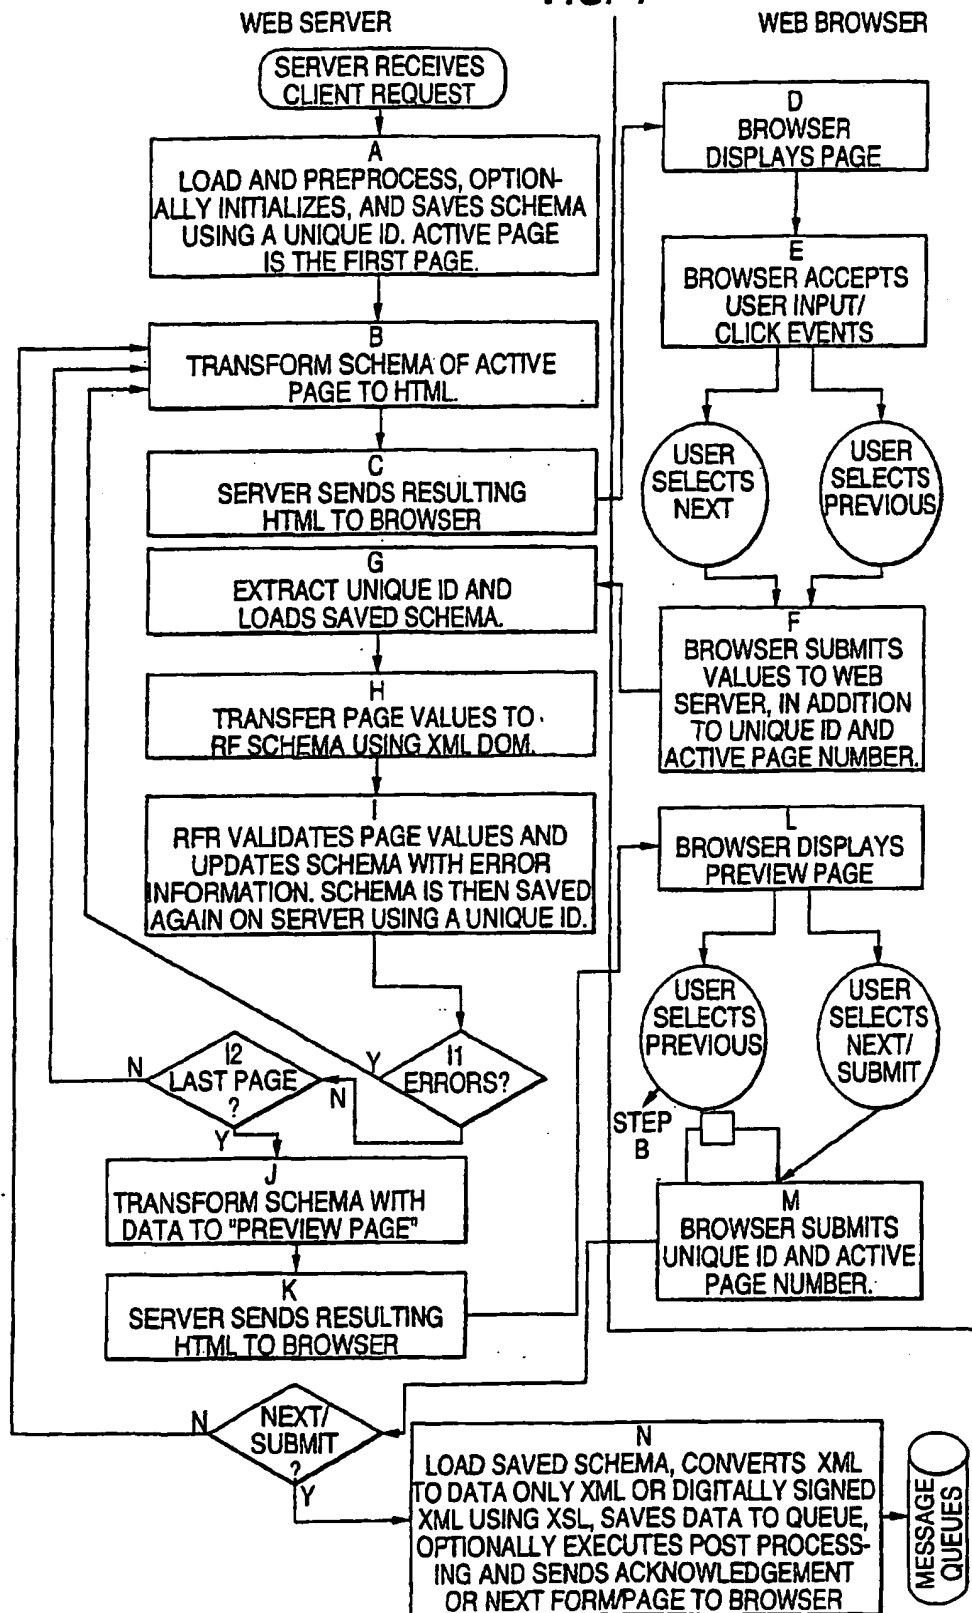 WEB SERVER
SERVER RECEIVES
CLIENT REQUEST
A
LOAD AND PREPROCESS, OPTION-
ALLY INITIALIZES, AND SAVES SCHEMA
USING A UNIQUE ID. ACTIVE PAGE
IS THE FIRST PAGE.
B
TRANSFORM SCHEMA OF ACTIVE
PAGE TO HTML.
C
SERVER SENDS RESULTING
HTML TO BROWSER
G
EXTRACT UNIQUE ID AND
LOADS SAVED SCHEMA.
H
TRANSFER PAGE VALUES TO
RF SCHEMA USING XML DOM.
I
RFR VALIDATES PAGE VALUES AND
UPDATES SCHEMA WITH ERROR
INFORMATION. SCHEMA IS THEN SAVED
AGAIN ON SERVER USING A UNIQUE ID.
I1
ERRORS?
Y
N
I2
LAST PAGE
?
N
Y
J
TRANSFORM SCHEMA WITH
DATA TO "PREVIEW PAGE"
K
SERVER SENDS RESULTING
HTML TO BROWSER
NEXT/
SUBMIT
?
N
Y
WEB BROWSER
D
BROWSER
DISPLAYS PAGE
E
BROWSER ACCEPTS
USER INPUT/
CLICK EVENTS
USER
SELECTS
NEXT
USER
SELECTS
PREVIOUS
F
BROWSER SUBMITS
VALUES TO WEB
SERVER, IN ADDITION
TO UNIQUE ID AND
ACTIVE PAGE NUMBER.
L
BROWSER DISPLAYS
PREVIEW PAGE
USER
SELECTS
PREVIOUS
USER
SELECTS
NEXT/
SUBMIT
STEP
B
M
BROWSER SUBMITS
UNIQUE ID AND ACTIVE
PAGE NUMBER.
N
LOAD SAVED SCHEMA, CONVERTS XML
TO DATA ONLY XML OR DIGITALLY SIGNED
XML USING XSL, SAVES DATA TO QUEUE,
OPTIONALLY EXECUTES POST PROCESS-
ING AND SENDS ACKNOWLEDGEMENT
OR NEXT FORM/PAGE TO BROWSER
MESSAGE
QUEUES